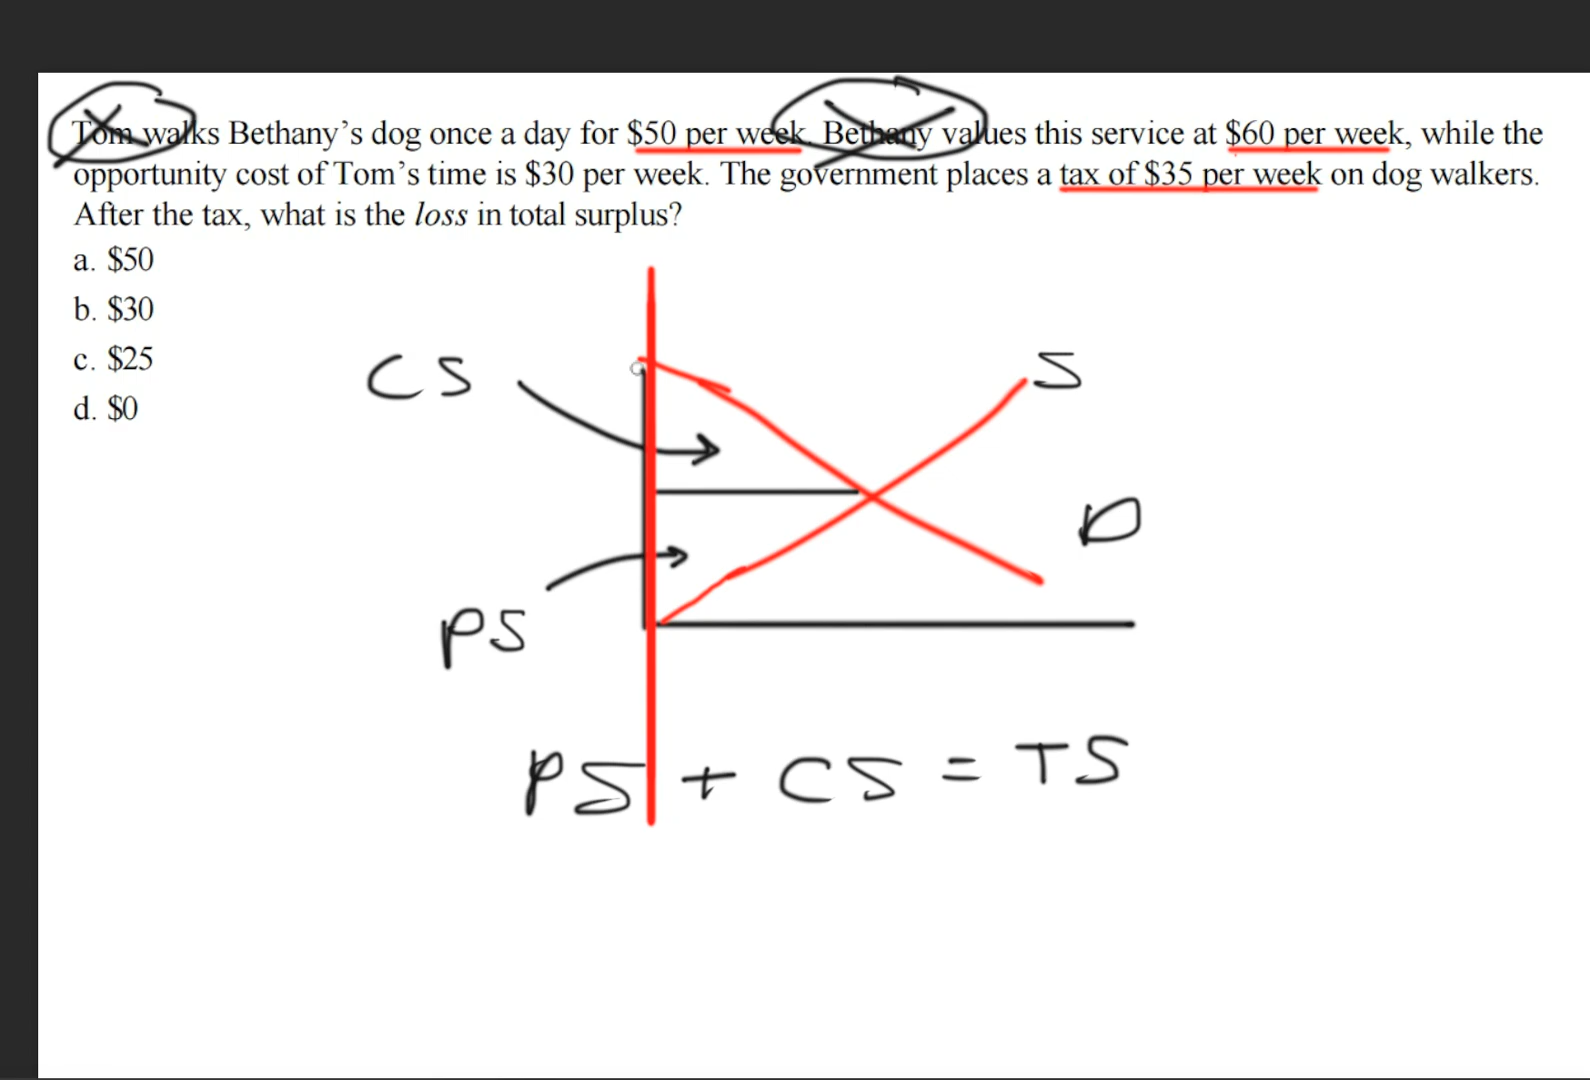 Tom walks Bethany's dog once a day for $50 per week. Bethany values this service at $60 per week, while the
opportunity cost of Tom's time is $30 per week. The government places a tax of $35 per week on dog walkers.
After the tax, what is the loss in total surplus?
a. $50
b. $30
c. $25
d. $0
CS
S
D
PS
PS + CS = TS